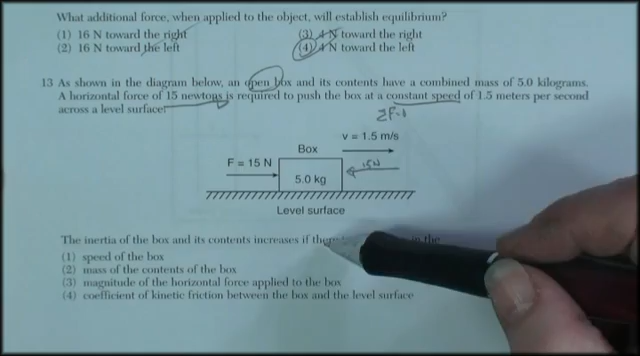 What additional force, when applied to the object, will establish equilibrium?
(1) 16 N toward the right (3) 4 N toward the right
(2) 16 N toward the left (4) 4 N toward the left
13 As shown in the diagram below, an open box and its contents have a combined mass of 5.0 kilograms.
A horizontal force of 15 newtons is required to push the box at a constant speed of 1.5 meters per second
across a level surface.
v = 1.5 m/s
Box
F = 15 N
15N
5.0 kg
Level surface
The inertia of the box and its contents increases if the
(1) speed of the box
(2) mass of the contents of the box
(3) magnitude of the horizontal force applied to the box
(4) coefficient of kinetic friction between the box and the level surface